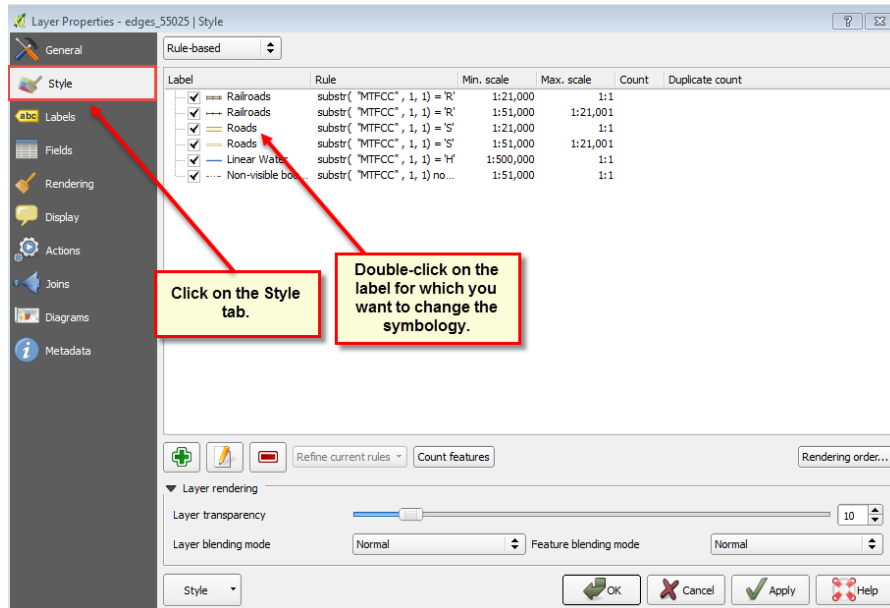 Layer Properties - edges_55025 | Style
General
Rule-based
Style
Label Rule Min. scale Max. scale Count Duplicate count
Railroads substr( "MTFCC" , 1, 1) = 'R' 1:21,000 1:1
Railroads substr( "MTFCC" , 1, 1) = 'R' 1:51,000 1:21,001
abc Labels
Roads substr( "MTFCC" , 1, 1) = 'S' 1:21,000 1:1
Roads substr( "MTFCC" , 1, 1) = 'S' 1:51,000 1:21,001
Fields
Linear Water substr( "MTFCC" , 1, 1) = 'H' 1:500,000 1:1
Non-visible bou... substr( "MTFCC" , 1, 1) no... 1:51,000 1:1
Rendering
Display
Actions
Joins
Diagrams
Metadata
Click on the Style
tab.
Double-click on the
label for which you
want to change the
symbology.
Refine current rules Count features Rendering order...
Layer rendering
Layer transparency 10
Layer blending mode Normal Feature blending mode Normal
Style OK Cancel Apply Help